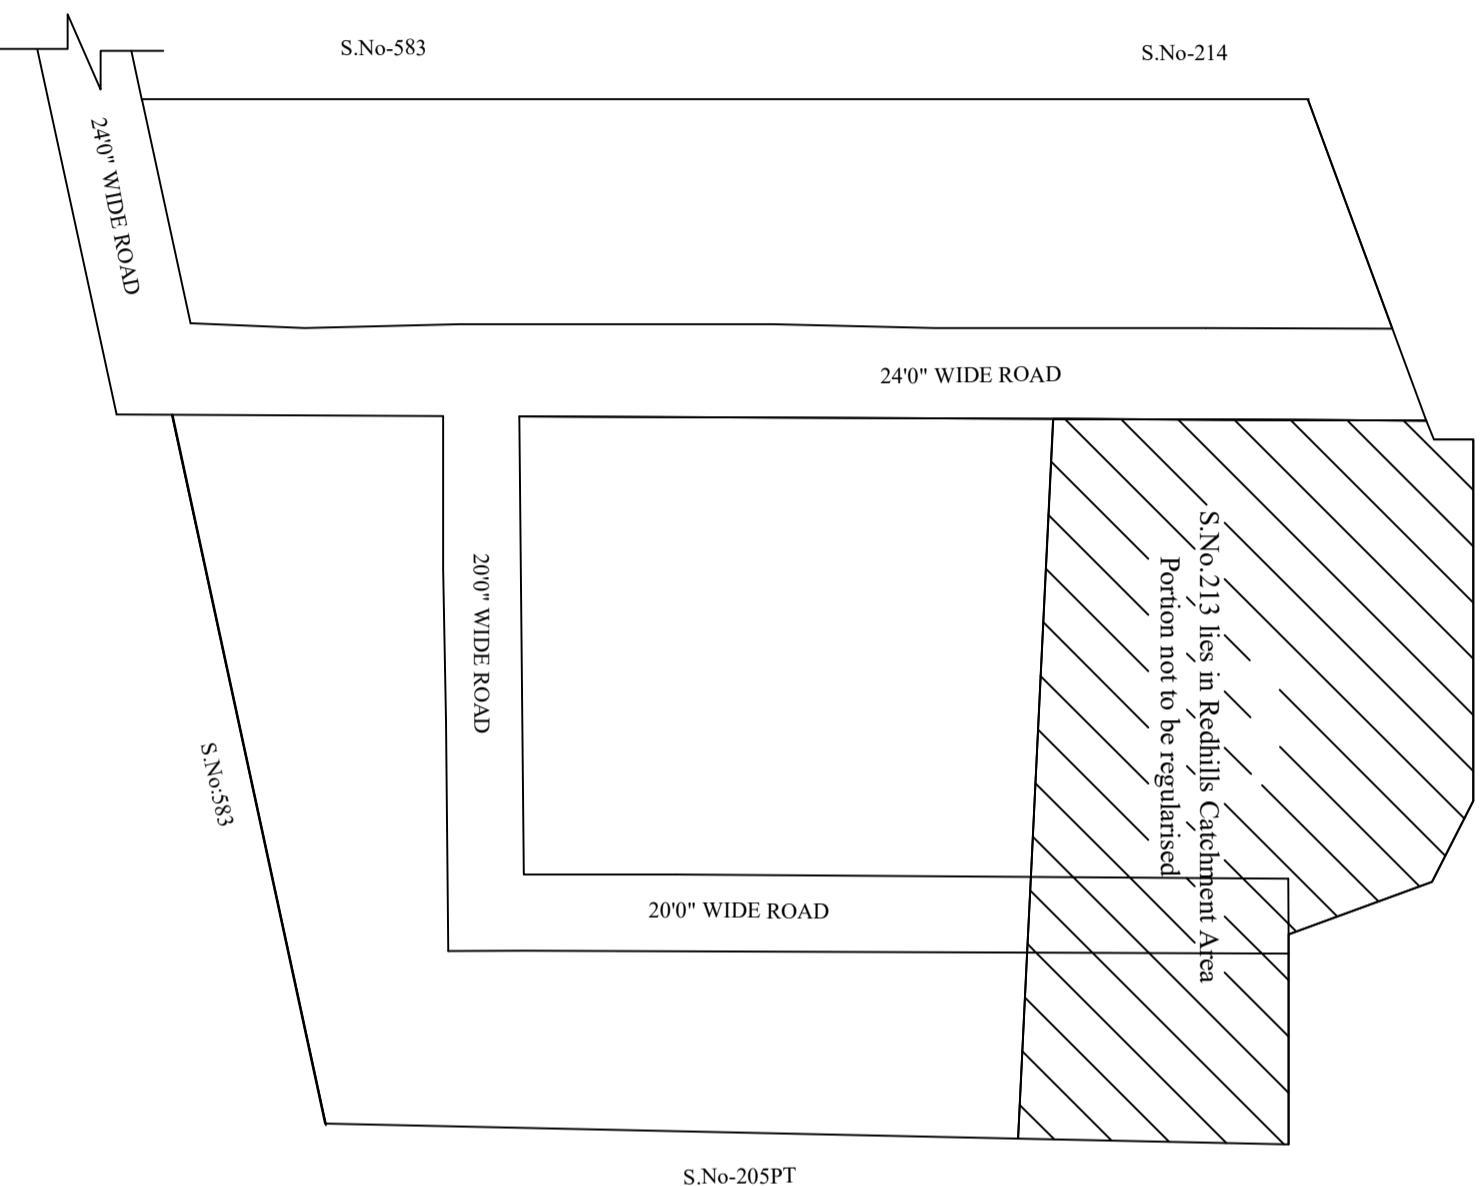 S.No-583
S.No-214
24'0" WIDE ROAD
24'0" WIDE ROAD
20'0" WIDE ROAD
S.No.213 lies in Redhills Catchment Area
Portion not to be regularised
S.No:583
20'0" WIDE ROAD
S.No-205PT